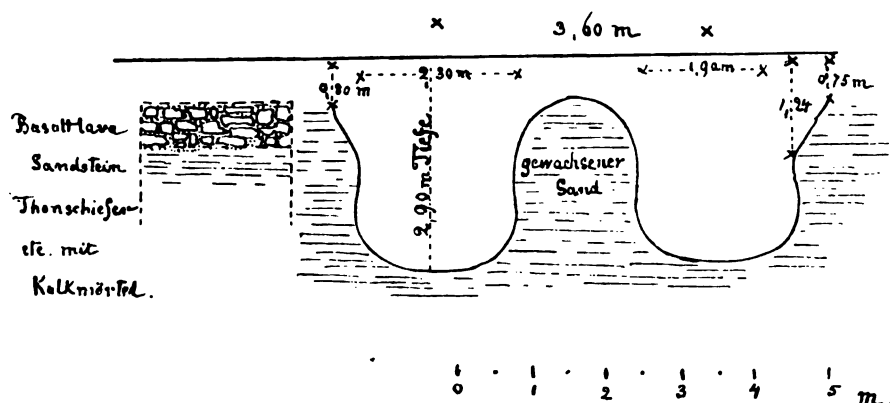 3,60 m
2,30 m
1,90 m
0,80 m
0,75 m
1,24
2,90 m Tiefe
Basaltlava
Sandstein
Thonschiefer
etc. mit
Kalkmörtel.
gewachsener
Sand
0 1 2 3 4 5 m.